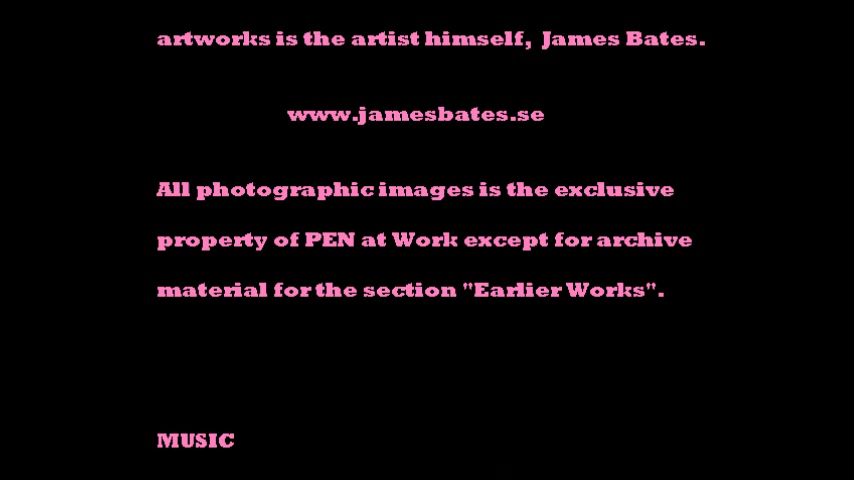 artworks is the artist himself, James Bates.
www.jamesbates.se
All photographic images is the exclusive
property of PEN at Work except for archive
material for the section "Earlier Works".
MUSIC